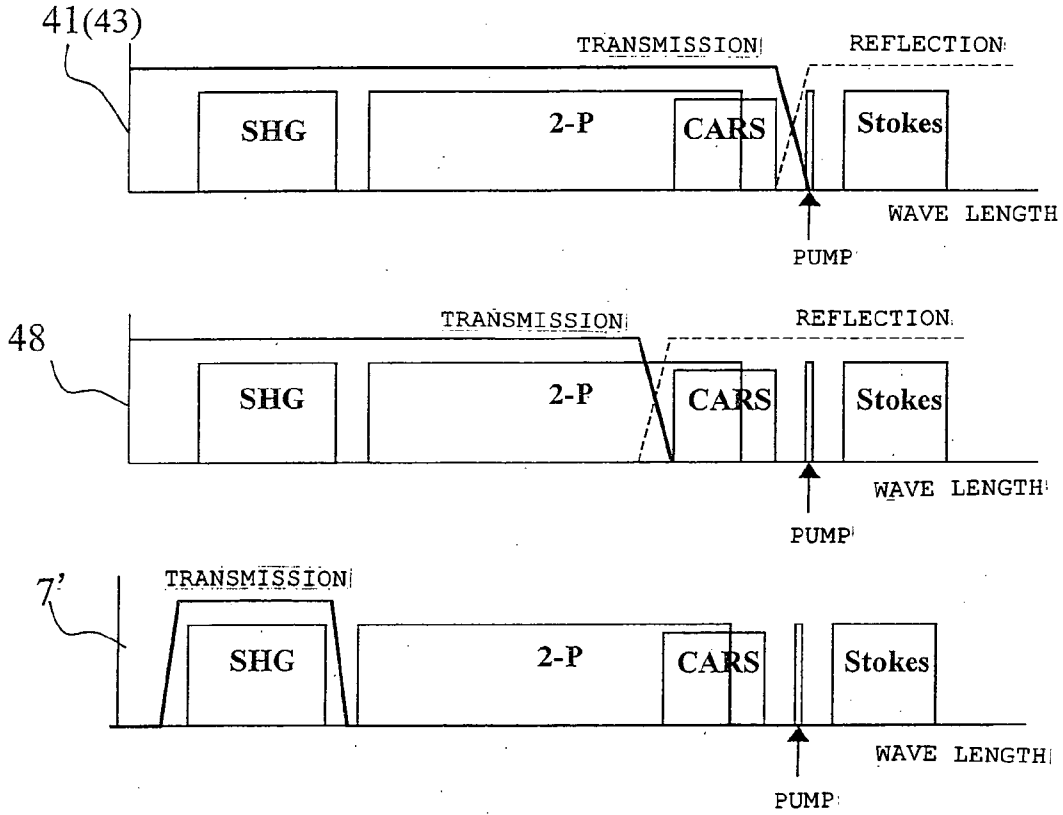 41(43)
TRANSMISSION REFLECTION
SHG 2-P CARS Stokes
WAVE LENGTH
PUMP
48
TRANSMISSION REFLECTION
SHG 2-P CARS Stokes
WAVE LENGTH
PUMP
7’
TRANSMISSION
SHG 2-P CARS Stokes
WAVE LENGTH
PUMP